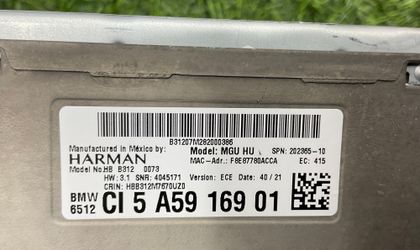 B31207M282000386
Manufactured in México by:
HARMAN
Model: MGU HU
SPN: 202365-10
MAC-Adr.: F8E87780ACCA
EC: 415
Model No:HB B312 0073
HW: 3.1 SNR: 4045171
Version: ECE Date: 40/21
CRIN: HBB312M7670UZ0
BMW
6512
CI 5 A59 169 01